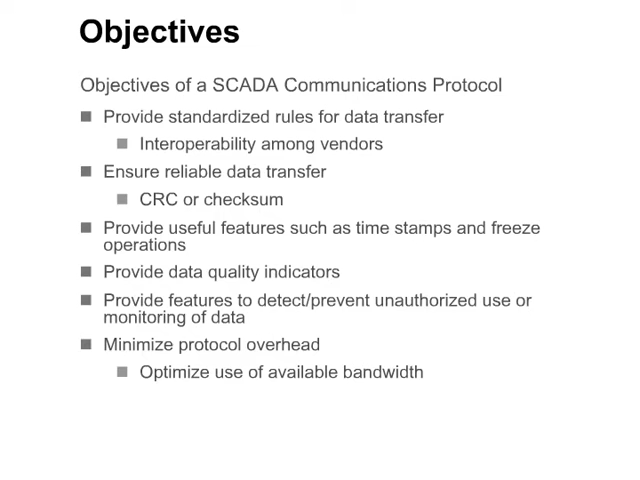 Objectives
Objectives of a SCADA Communications Protocol
Provide standardized rules for data transfer
Interoperability among vendors
Ensure reliable data transfer
CRC or checksum
Provide useful features such as time stamps and freeze
operations
Provide data quality indicators
Provide features to detect/prevent unauthorized use or
monitoring of data
Minimize protocol overhead
Optimize use of available bandwidth